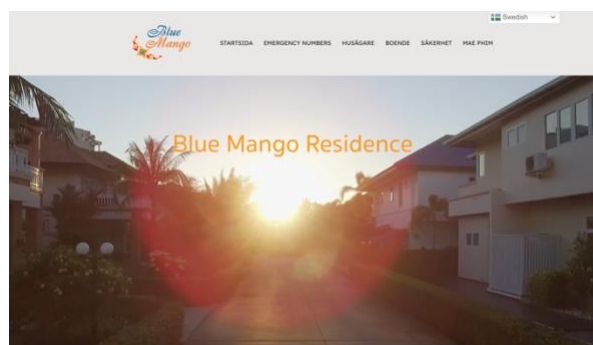 Swedish
Blue
Mango
STARTSIDA EMERGENCY NUMBERS HUSÄGARE BOENDE SÄKERHET MAE PHIM
Blue Mango Residence